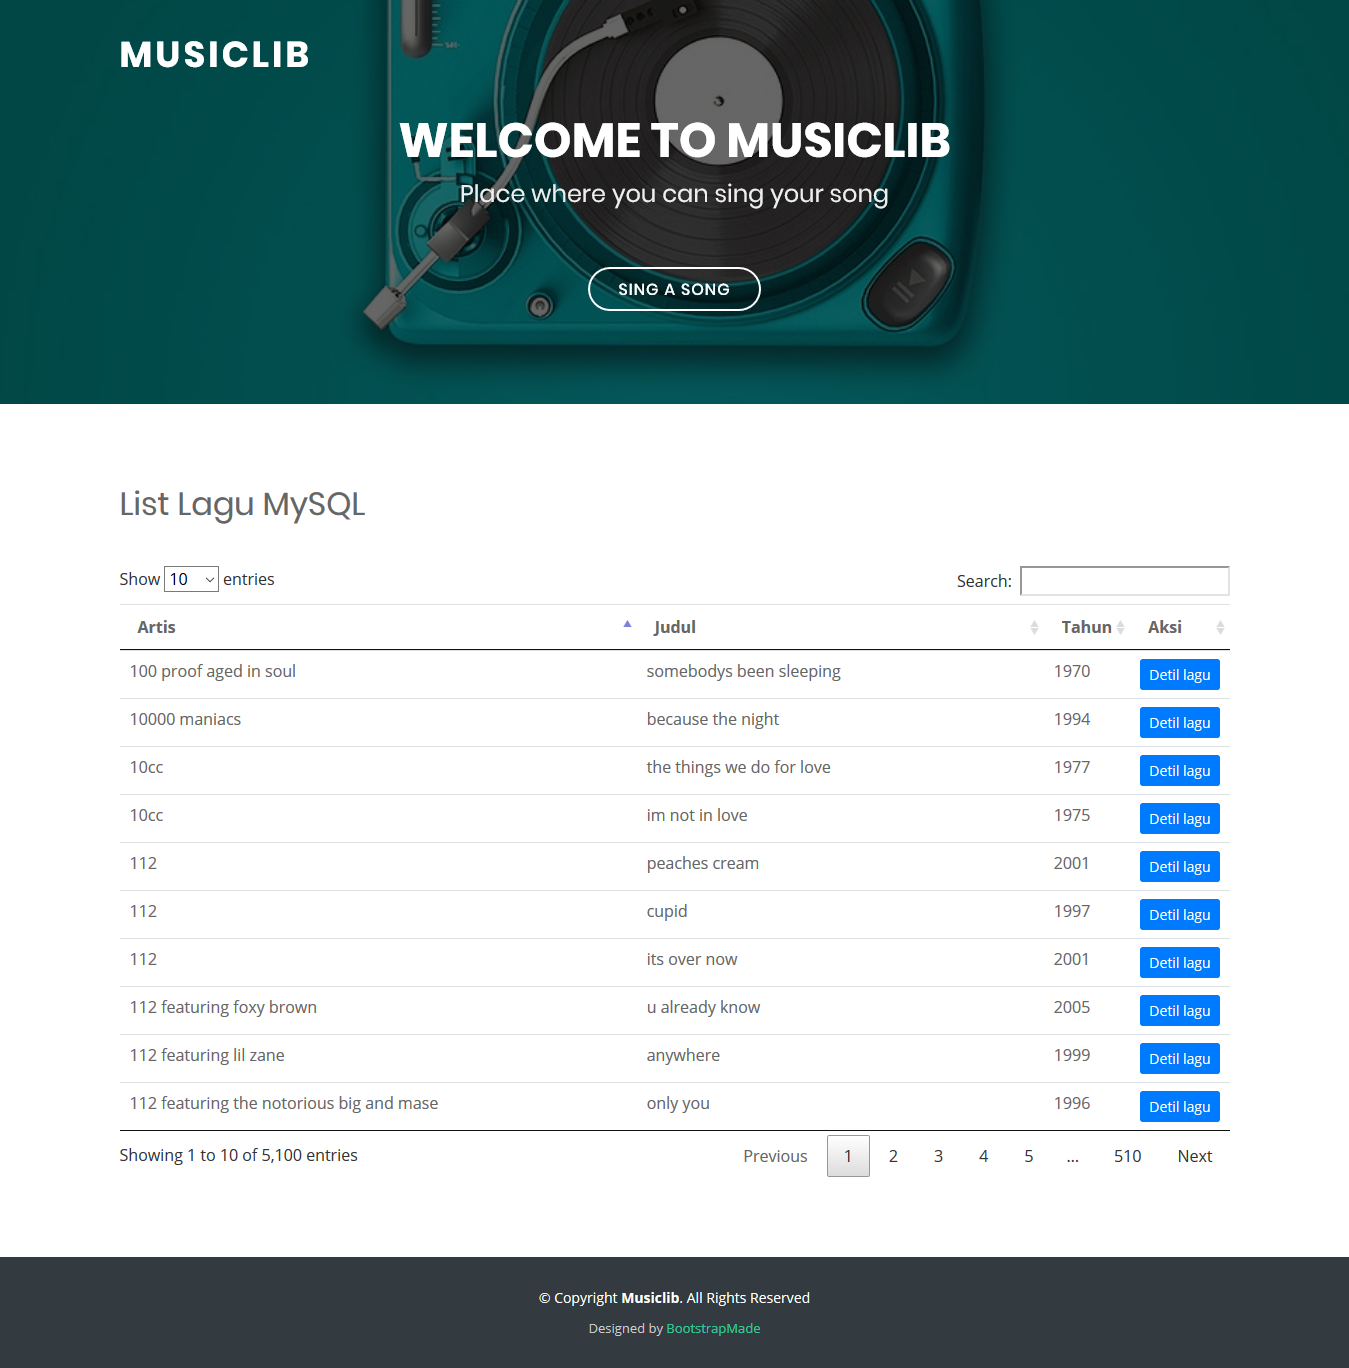 MUSICLIB
WELCOME TO MUSICLIB
Place where you can sing your song
SING A SONG
List Lagu MySQL
Show 10 entries Search:
Artis Judul Tahun Aksi
100 proof aged in soul somebodys been sleeping 1970 Detil lagu
10000 maniacs because the night 1994 Detil lagu
10cc the things we do for love 1977 Detil lagu
10cc im not in love 1975 Detil lagu
112 peaches cream 2001 Detil lagu
112 cupid 1997 Detil lagu
112 its over now 2001 Detil lagu
112 featuring foxy brown u already know 2005 Detil lagu
112 featuring lil zane anywhere 1999 Detil lagu
112 featuring the notorious big and mase only you 1996 Detil lagu
Showing 1 to 10 of 5,100 entries Previous 1 2 3 4 5 … 510 Next
© Copyright Musiclib. All Rights Reserved
Designed by BootstrapMade